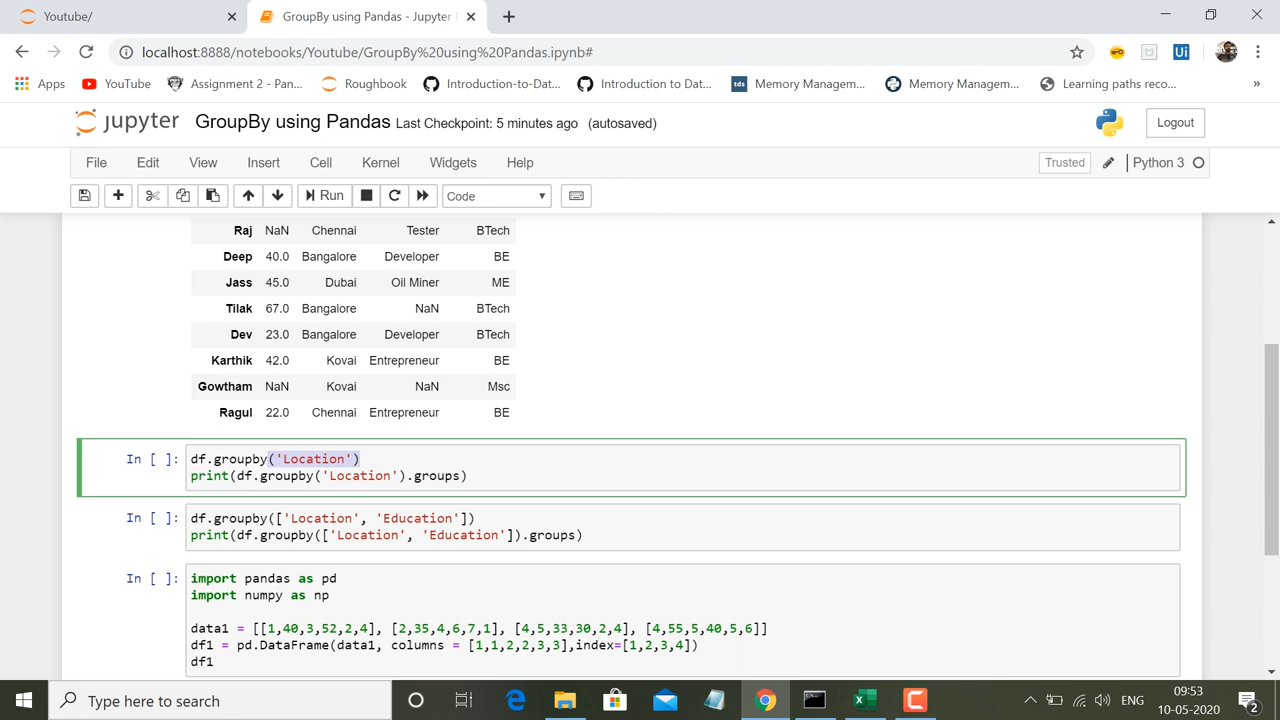 Youtube/
GroupBy using Pandas - Jupyter
localhost:8888/notebooks/Youtube/GroupBy%20using%20Pandas.ipynb#
Ui
Apps YouTube Assignment 2 - Pan... Roughbook Introduction-to-Dat... Introduction to Dat... tds Memory Managem... Memory Managem... Learning paths reco... »
jupyter GroupBy using Pandas Last Checkpoint: 5 minutes ago (autosaved) Logout
File Edit View Insert Cell Kernel Widgets Help Trusted Python 3
Run Code
Raj NaN Chennai Tester BTech
Deep 40.0 Bangalore Developer BE
Jass 45.0 Dubai Oil Miner ME
Tilak 67.0 Bangalore NaN BTech
Dev 23.0 Bangalore Developer BTech
Karthik 42.0 Kovai Entrepreneur BE
Gowtham NaN Kovai NaN Msc
Ragul 22.0 Chennai Entrepreneur BE
In [ ]: df.groupby('Location')
print(df.groupby('Location').groups)
In [ ]: df.groupby(['Location', 'Education'])
print(df.groupby(['Location', 'Education']).groups)
In [ ]: import pandas as pd
import numpy as np
data1 = [[1,40,3,52,2,4], [2,35,4,6,7,1], [4,5,33,30,2,4], [4,55,5,40,5,6]]
df1 = pd.DataFrame(data1, columns = [1,1,2,2,3,3],index=[1,2,3,4])
df1
Type here to search
ENG
09:53
10-05-2020
2